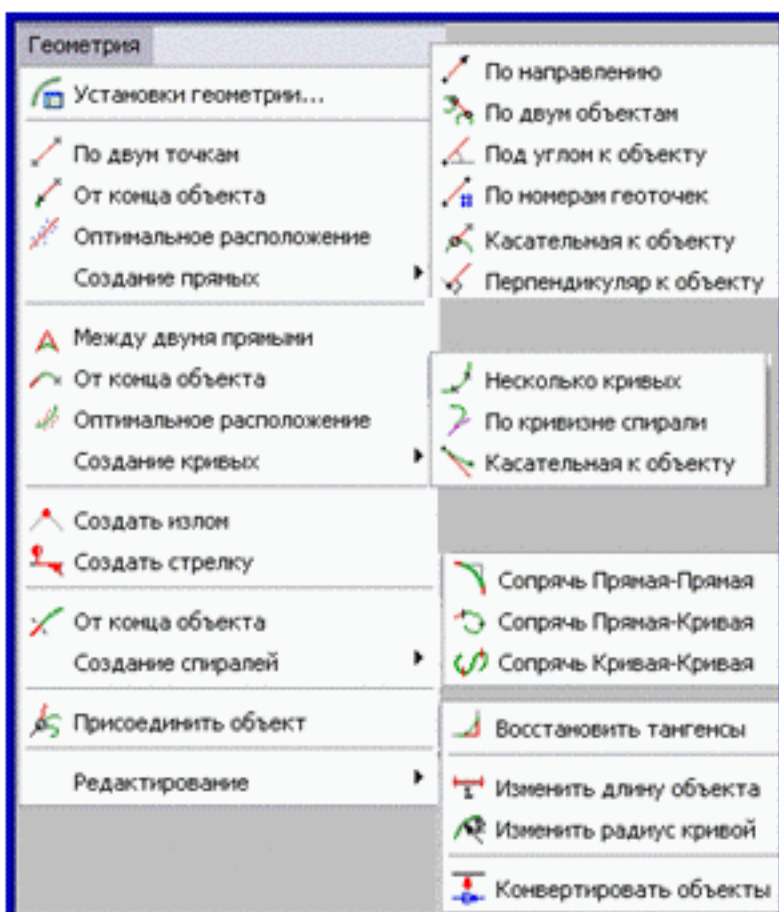 Геометрия
Установки геометрии...
По двум точкам
От конца объекта
Оптимальное расположение
Создание прямых
По направлению
По двум объектам
Под углом к объекту
По номерам геоточек
Касательная к объекту
Перпендикуляр к объекту
Между двумя прямыми
От конца объекта
Оптимальное расположение
Создание кривых
Несколько кривых
По кривизне спирали
Касательная к объекту
Создать излом
Создать стрелку
От конца объекта
Создание спиралей
Сопрячь Прямая-Прямая
Сопрячь Прямая-Кривая
Сопрячь Кривая-Кривая
Присоединить объект
Редактирование
Восстановить тангенсы
Изменить длину объекта
Изменить радиус кривой
Конвертировать объекты